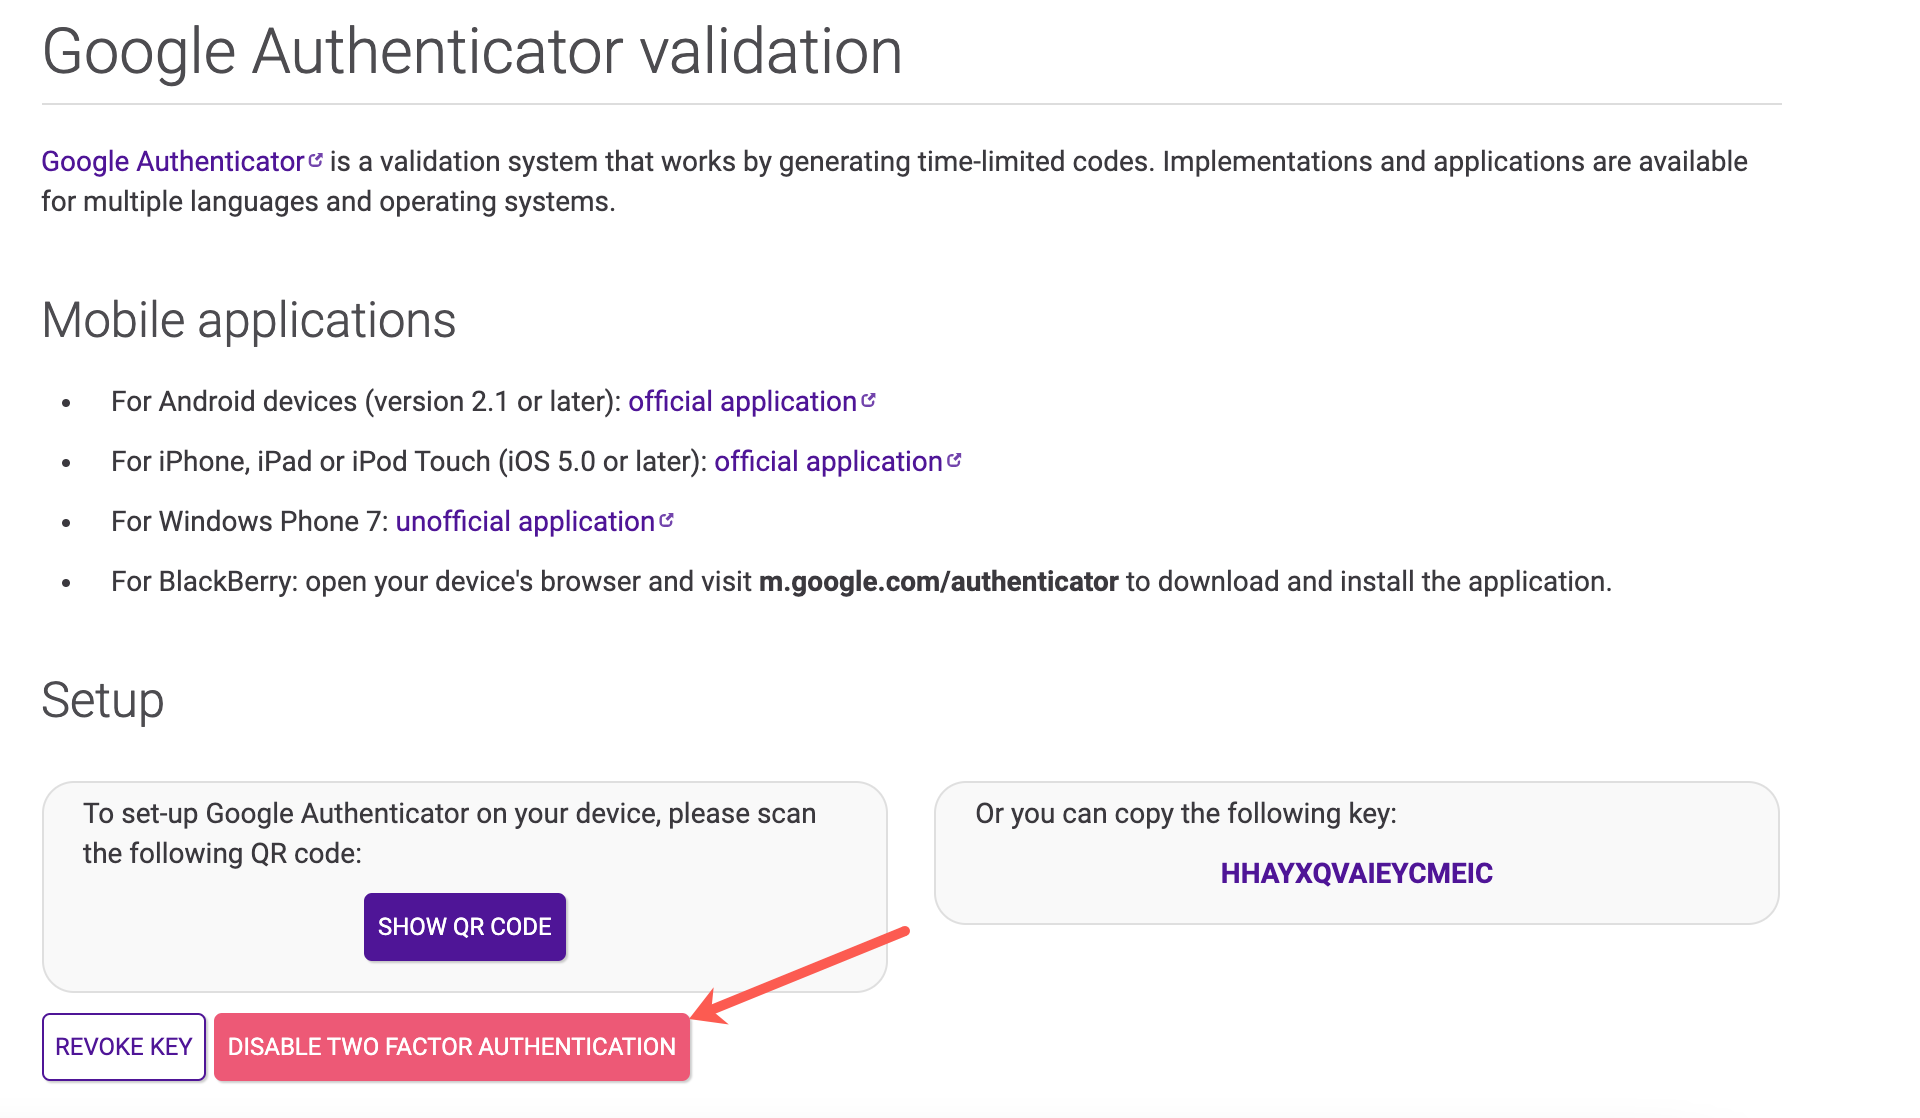 Google Authenticator validation
Google Authenticator is a validation system that works by generating time-limited codes. Implementations and applications are available
for multiple languages and operating systems.
Mobile applications
• For Android devices (version 2.1 or later): official application
• For iPhone, iPad or iPod Touch (iOS 5.0 or later): official application
• For Windows Phone 7: unofficial application
• For BlackBerry: open your device's browser and visit m.google.com/authenticator to download and install the application.
Setup
To set-up Google Authenticator on your device, please scan
the following QR code:
SHOW QR CODE
Or you can copy the following key:
HHAYXQVAIEYCMEIC
REVOKE KEY
DISABLE TWO FACTOR AUTHENTICATION